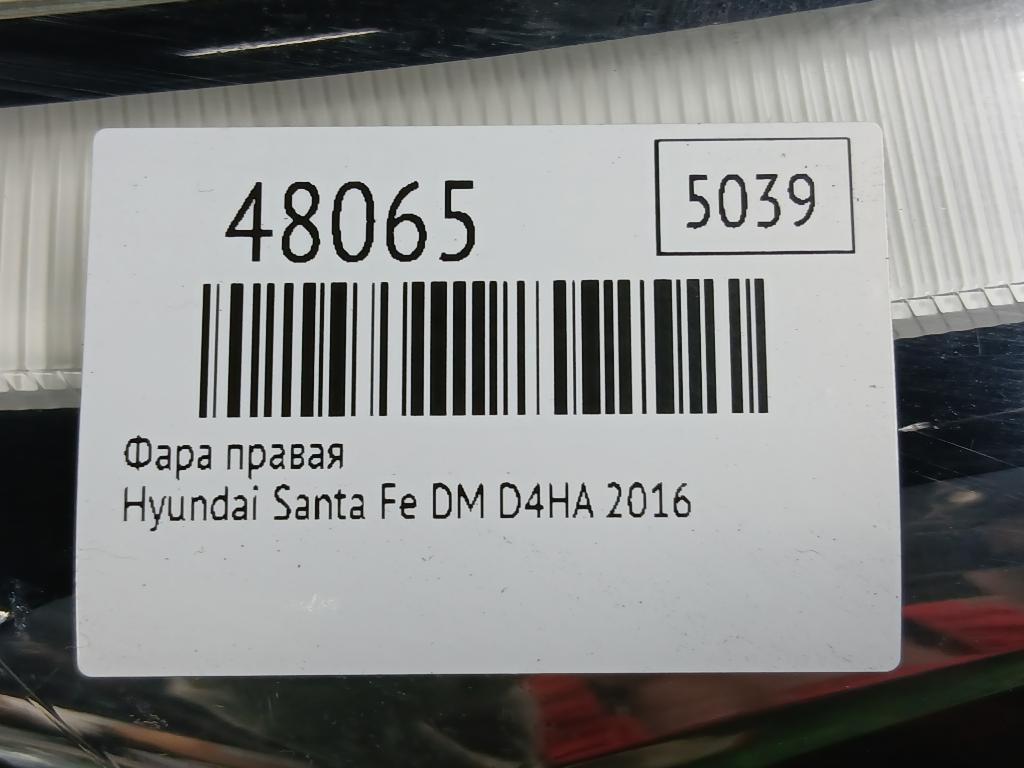 48065
5039
Фара правая
Hyundai Santa Fe DM D4HA 2016